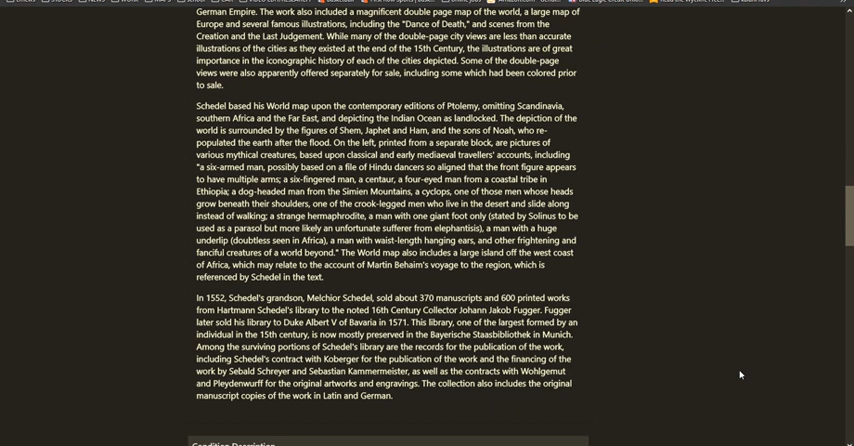 German Empire. The work also included a magnificent double page map of the world, a large map of
Europe and several famous illustrations, including the "Dance of Death," and scenes from the
Creation and the Last Judgement. While many of the double-page city views are less than accurate
illustrations of the cities as they existed at the end of the 15th Century, the illustrations are of great
importance in the iconographic history of each of the cities depicted. Some of the double-page
views were also apparently offered separately for sale, including some which had been colored prior
to sale.
Schedel based his World map upon the contemporary editions of Ptolemy, omitting Scandinavia,
southern Africa and the Far East, and depicting the Indian Ocean as landlocked. The depiction of the
world is surrounded by the figures of Shem, Japhet and Ham, and the sons of Noah, who re-
populated the earth after the flood. On the left, printed from a separate block, are pictures of
various mythical creatures, based upon classical and early mediaeval travellers' accounts, including
"a six-armed man, possibly based on a file of Hindu dancers so aligned that the front figure appears
to have multiple arms; a six-fingered man, a centaur, a four-eyed man from a coastal tribe in
Ethiopia; a dog-headed man from the Simien Mountains, a cyclops, one of those men whose heads
grow beneath their shoulders, one of the crook-legged men who live in the desert and slide along
instead of walking; a strange hermaphrodite, a man with one giant foot only (stated by Solinus to be
used as a parasol but more likely an unfortunate sufferer from elephantisis), a man with a huge
underlip (doubtless seen in Africa), a man with waist-length hanging ears, and other frightening and
fanciful creatures of a world beyond." The World map also includes a large island off the west coast
of Africa, which may relate to the account of Martin Behaim's voyage to the region, which is
referenced by Schedel in the text.
In 1552, Schedel's grandson, Melchior Schedel, sold about 370 manuscripts and 600 printed works
from Hartmann Schedel's library to the noted 16th Century Collector Johann Jakob Fugger. Fugger
later sold his library to Duke Albert V of Bavaria in 1571. This library, one of the largest formed by an
individual in the 15th century, is now mostly preserved in the Bayerische Staasbibliothek in Munich.
Among the surviving portions of Schedel's library are the records for the publication of the work,
including Schedel's contract with Koberger for the publication of the work and the financing of the
work by Sebald Schreyer and Sebastian Kammermeister, as well as the contracts with Wohlgemut
and Pleydenwurff for the original artworks and engravings. The collection also includes the original
manuscript copies of the work in Latin and German.
Condition Description